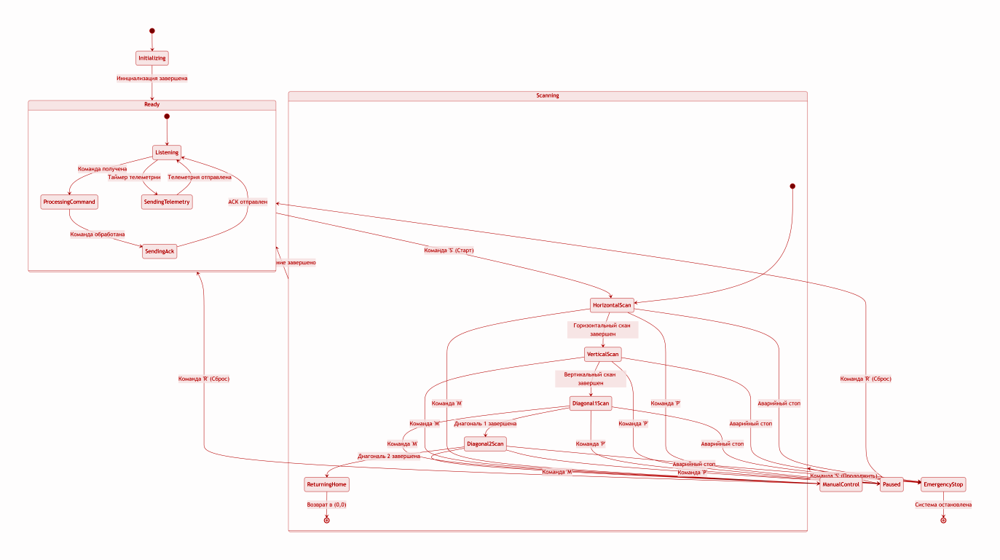 Initializing
Инициализация завершена
Scanning
Ready
Listening
Команда получена
Таймер телеметрии
Телеметрия отправлена
ProcessingCommand
SendingTelemetry
ACK отправлен
Команда обработана
SendingAck
Команда 'S' (Старт)
ние завершено
HorizontalScan
Горизонтальный скан
завершен
VerticalScan
Вертикальный скан
завершен
Команда 'R' (Сброс)
Команда 'R' (Сброс)
Diagonal1Scan
Команда 'M'
Команда 'P'
Аварийный стоп
Команда 'M'
Диагональ 1 завершена
Команда 'P'
Аварийный стоп
Diagonal2Scan
Команда 'M'
Команда 'P'
Аварийный стоп
Диагональ 2 завершена
Аварийный стоп
Команда 'M'
Команда 'P'
Команда 'S' (Продолжить)
ReturningHome
ManualControl
Paused
EmergencyStop
Возврат в (0,0)
Система остановлена